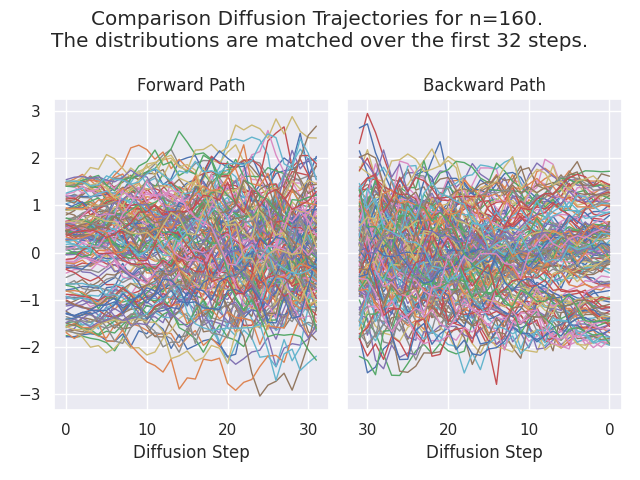 Comparison Diffusion Trajectories for n=160.
The distributions are matched over the first 32 steps.
Forward Path
Backward Path
3
2
1
0
−1
−2
−3
0 10 20 30
30 20 10 0
Diffusion Step
Diffusion Step